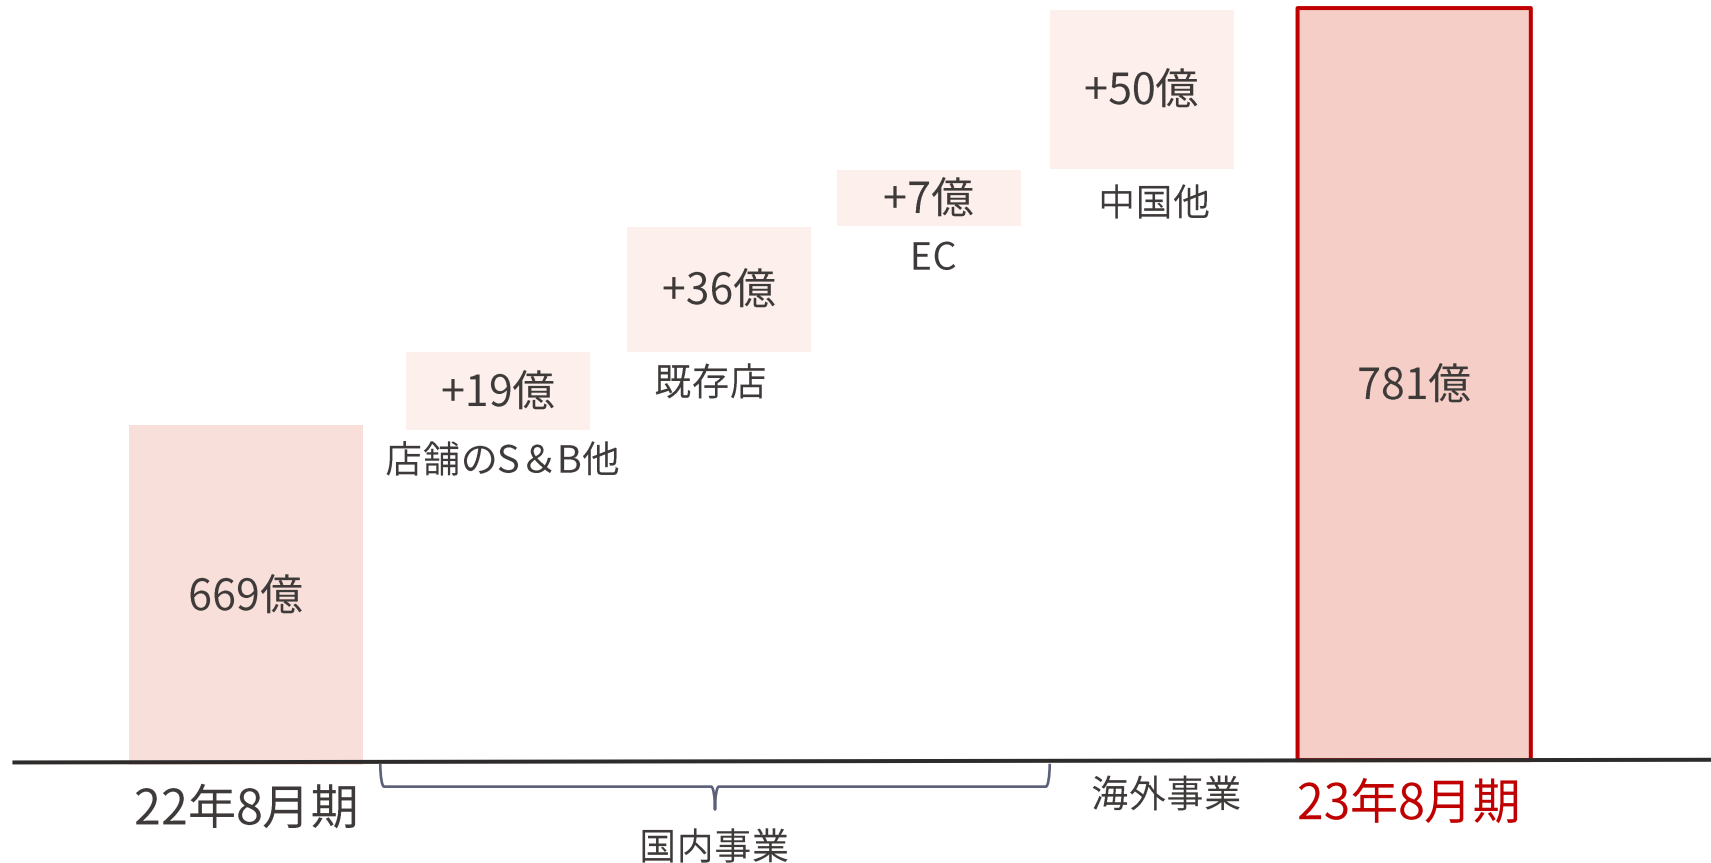 +50億
中国他
+7億
EC
+36億
既存店
+19億
店舗のS＆B他
669億
781億
22年8月期
国内事業
海外事業
23年8月期